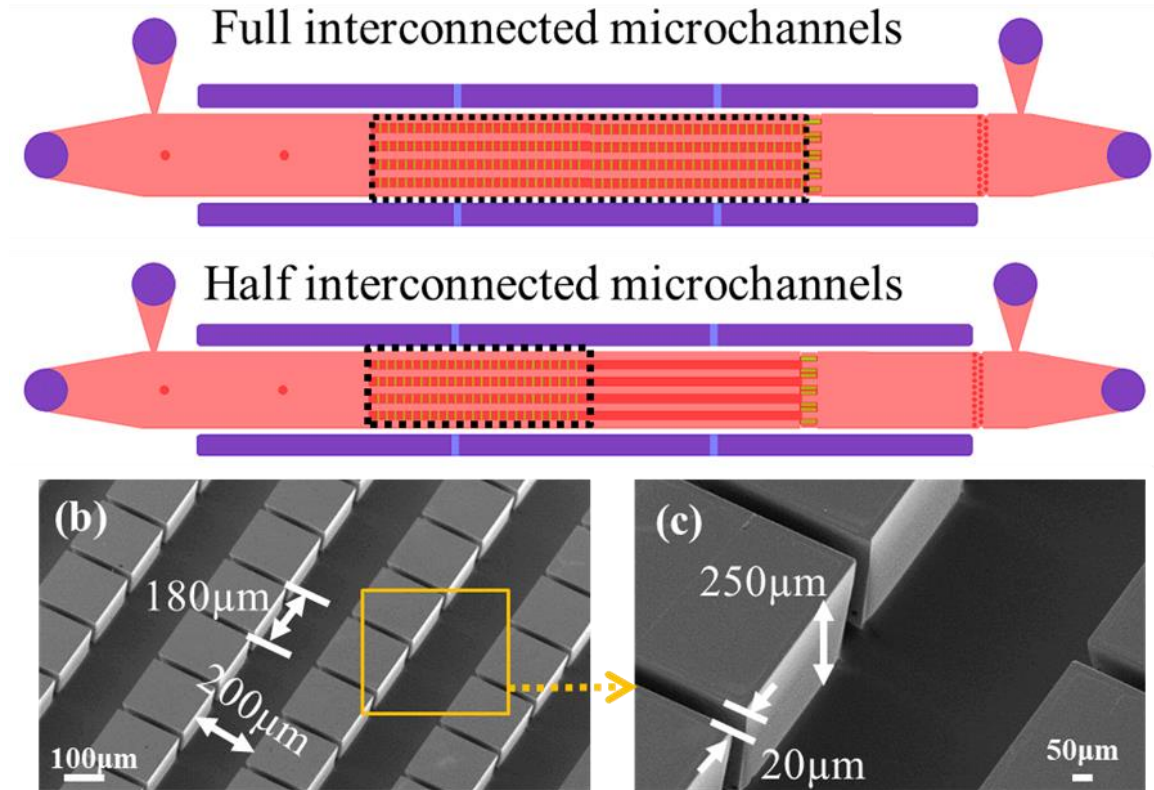 Full interconnected microchannels
Half interconnected microchannels
(b)
180μm
200μm
100μm
(c)
250μm
20μm
50μm